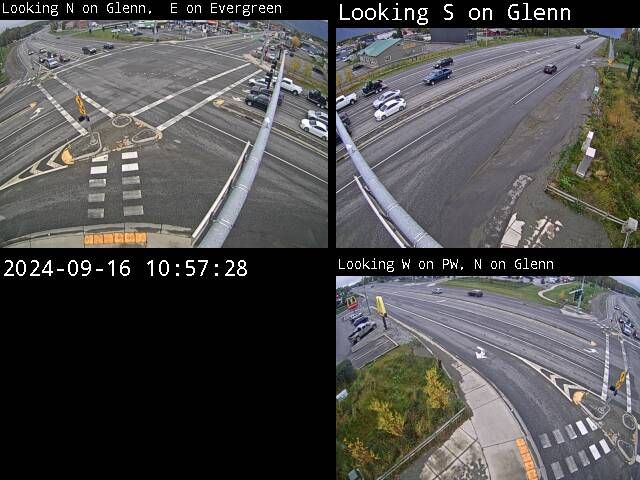 Looking N on Glenn,  E on Evergreen
Looking S on Glenn
2024-09-16 10:57:28
Looking W on PW, N on Glenn